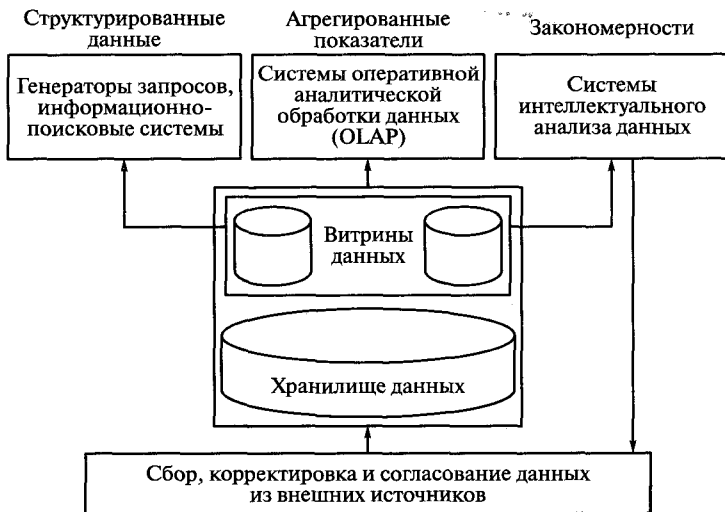 Структурированные
данные
Агрегированные
показатели
Закономерности
Генераторы запросов,
информационно-
поисковые системы
Системы оперативной
аналитической
обработки данных
(OLAP)
Системы
интеллектуального
анализа данных
Витрины
данных
Хранилище данных
Сбор, корректировка и согласование данных
из внешних источников